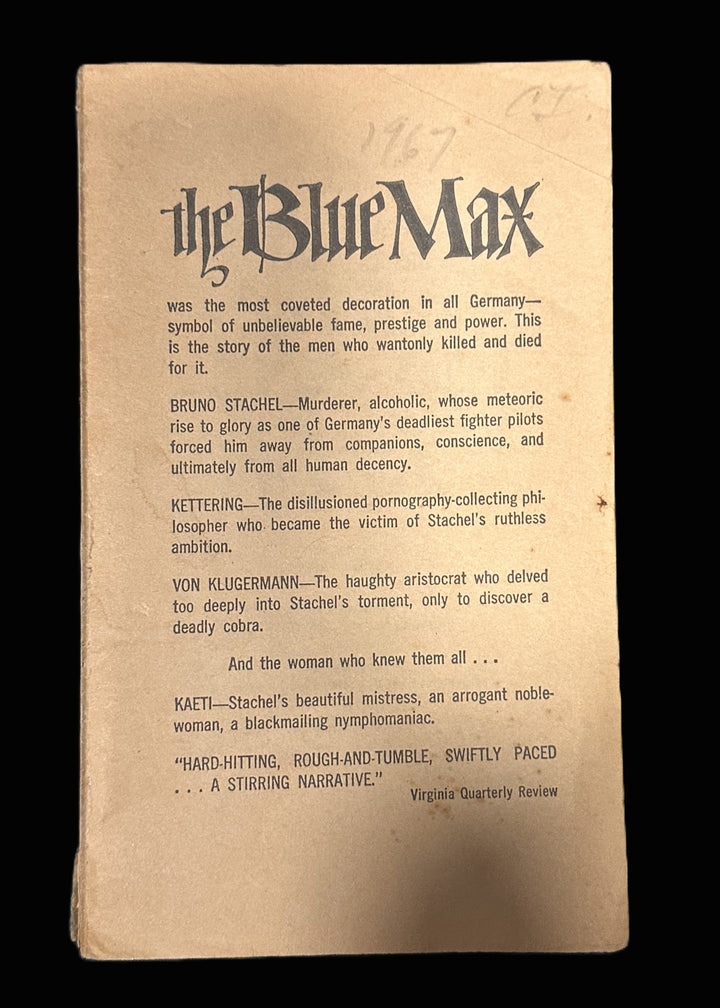 1967
the Blue Max
was the most coveted decoration in all Germany—
symbol of unbelievable fame, prestige and power. This
is the story of the men who wantonly killed and died
for it.
BRUNO STACHEL—Murderer, alcoholic, whose meteoric
rise to glory as one of Germany's deadliest fighter pilots
forced him away from companions, conscience, and
ultimately from all human decency.
KETTERING—The disillusioned pornography-collecting phi-
losopher who became the victim of Stachel's ruthless
ambition.
VON KLUGERMANN—The haughty aristocrat who delved
too deeply into Stachel's torment, only to discover a
deadly cobra.
And the woman who knew them all . . .
KAETI—Stachel's beautiful mistress, an arrogant noble-
woman, a blackmailing nymphomaniac.
“HARD-HITTING, ROUGH-AND-TUMBLE, SWIFTLY PACED
. . . A STIRRING NARRATIVE.”
Virginia Quarterly Review